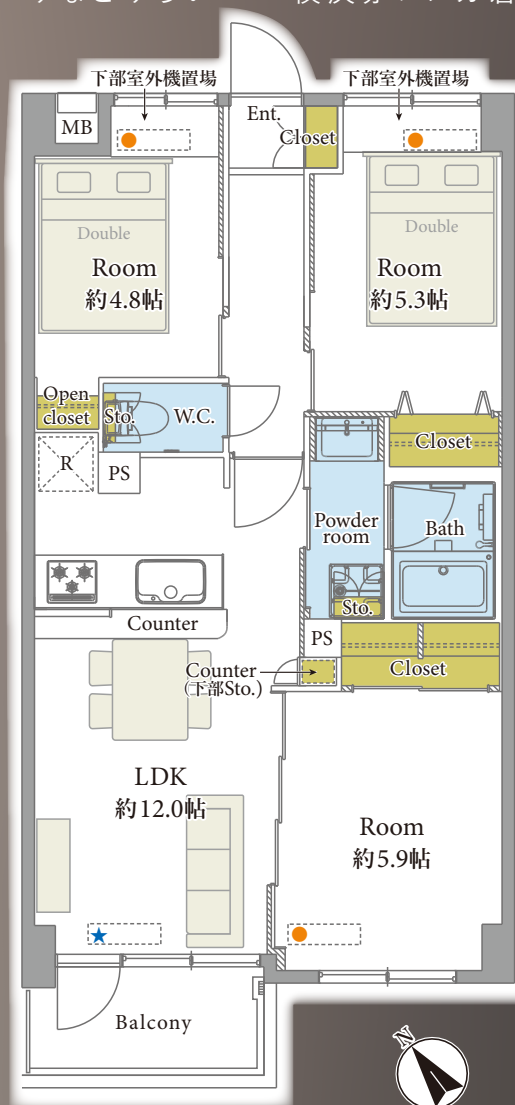 下部室外機置場
下部室外機置場
MB
Ent.
Closet
Double
Double
Room
約4.8帖
Room
約5.3帖
Open
closet
Sto.
W.C.
Closet
R
PS
Powder
room
Bath
Sto.
Counter
PS
Counter
(下部Sto.)
Closet
LDK
約12.0帖
Room
約5.9帖
Balcony
N